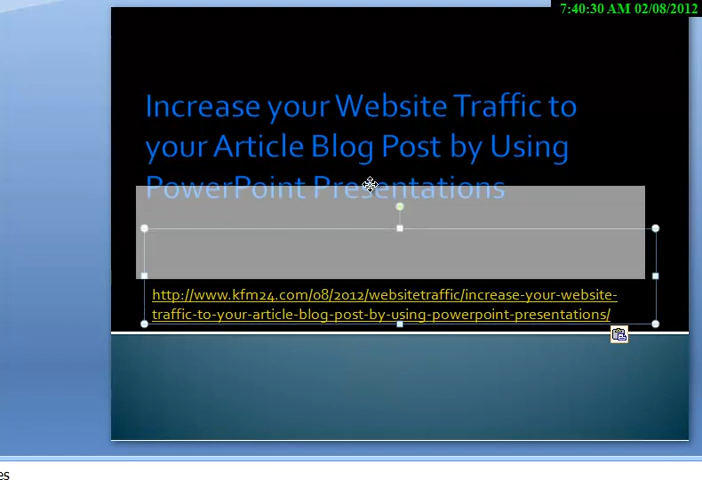 7:40:30 AM 02/08/2012
Increase your Website Traffic to
your Article Blog Post by Using
PowerPoint Presentations
http://www.kfm24.com/08/2012/websitetraffic/increase-your-website-
traffic-to-your-article-blog-post-by-using-powerpoint-presentations/
es